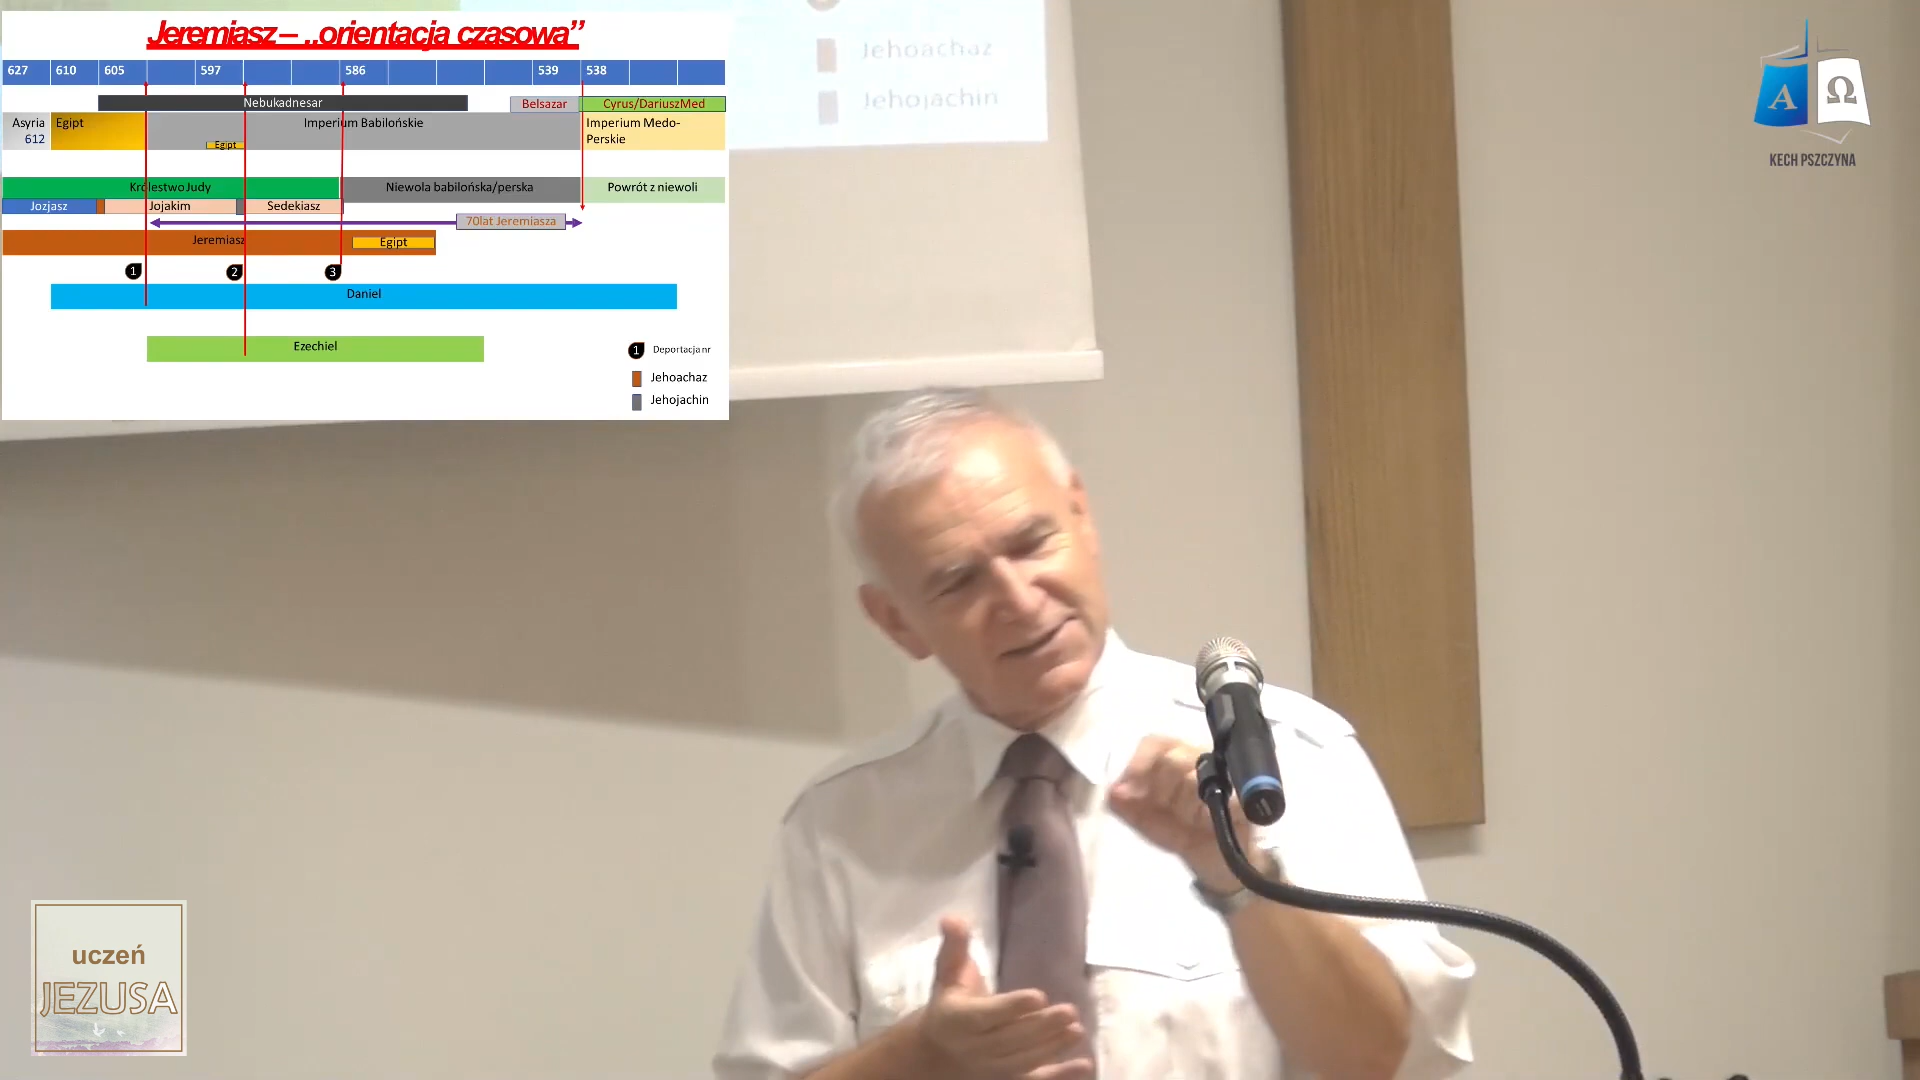 Jeremiasz – „orientacja czasowa”
627 610 605 597 586 539 538
Nebukadnesar Belsazar Cyrus/DariuszMed
Asyria Egipt Imperium Babilońskie Imperium Medo-
612 Egipt Perskie
Królestwo Judy Niewola babilońska/perska Powrót z niewoli
Jozjasz Jojakim Sedekiasz
70lat Jeremiasza
Jeremiasz Egipt
1 2 3
Daniel
Ezechiel
1 Deportacja nr
Jehoachaz
Jehojachin
Jehoachaz
Jehojachin
A Ω
KECH PSZCZYNA
uczeń
JEZUSA